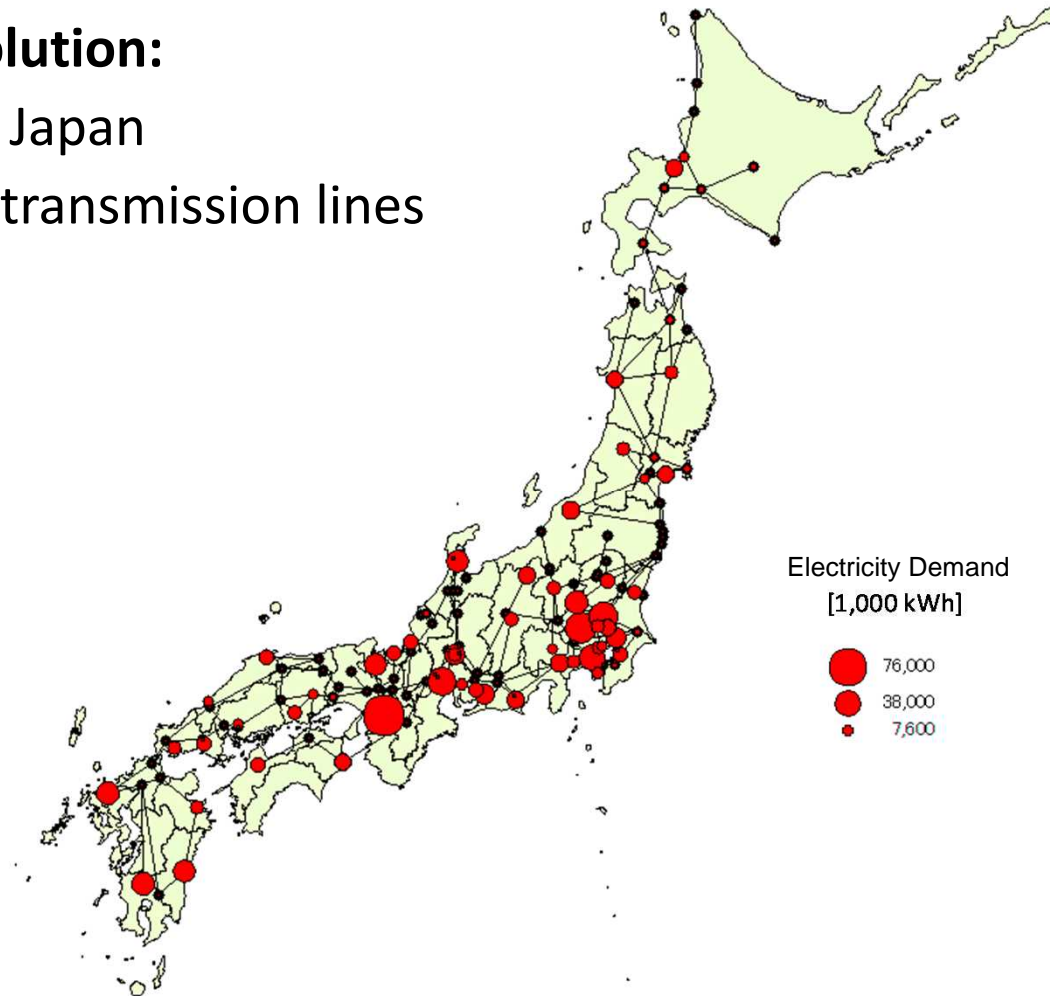 olution:
Japan
transmission lines
Electricity Demand
[1,000 kWh]
76,000
38,000
7,600